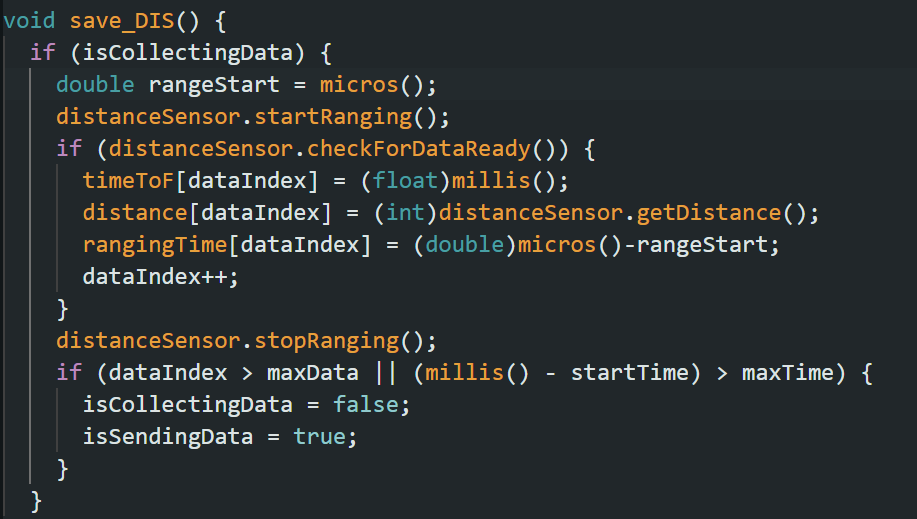 void save_DIS() {
  if (isCollectingData) {
    double rangeStart = micros();
    distanceSensor.startRanging();
    if (distanceSensor.checkForDataReady()) {
      timeToF[dataIndex] = (float)millis();
      distance[dataIndex] = (int)distanceSensor.getDistance();
      rangingTime[dataIndex] = (double)micros()-rangeStart;
      dataIndex++;
    }
    distanceSensor.stopRanging();
    if (dataIndex > maxData || (millis() - startTime) > maxTime) {
      isCollectingData = false;
      isSendingData = true;
    }
  }